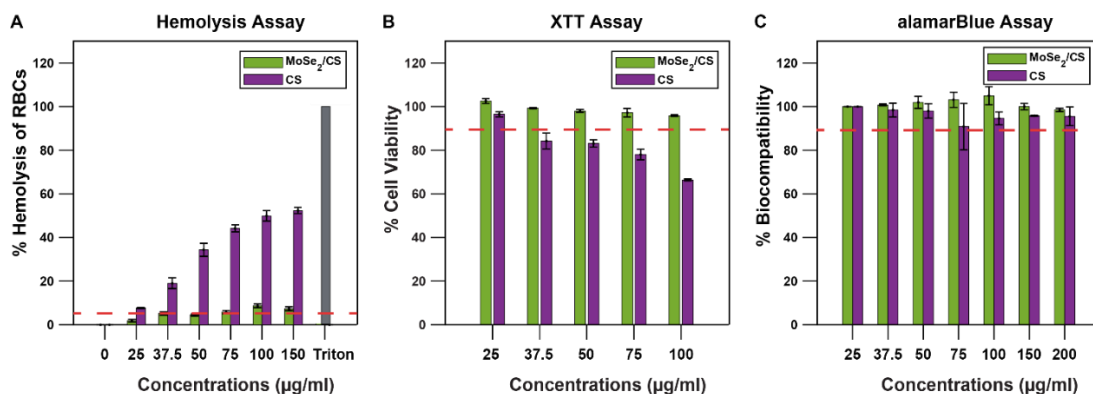 A
Hemolysis Assay
% Hemolysis of RBCs
120
100
80
60
40
20
0
MoSe₂/CS
CS
0 25 37.5 50 75 100 150 Triton
Concentrations (µg/ml)
B
XTT Assay
% Cell Viability
120
100
80
60
40
20
0
MoSe₂/CS
CS
25 37.5 50 75 100
Concentrations (µg/ml)
C
alamarBlue Assay
% Biocompatibility
120
100
80
60
40
20
0
MoSe₂/CS
CS
25 37.5 50 75 100 150 200
Concentrations (µg/ml)